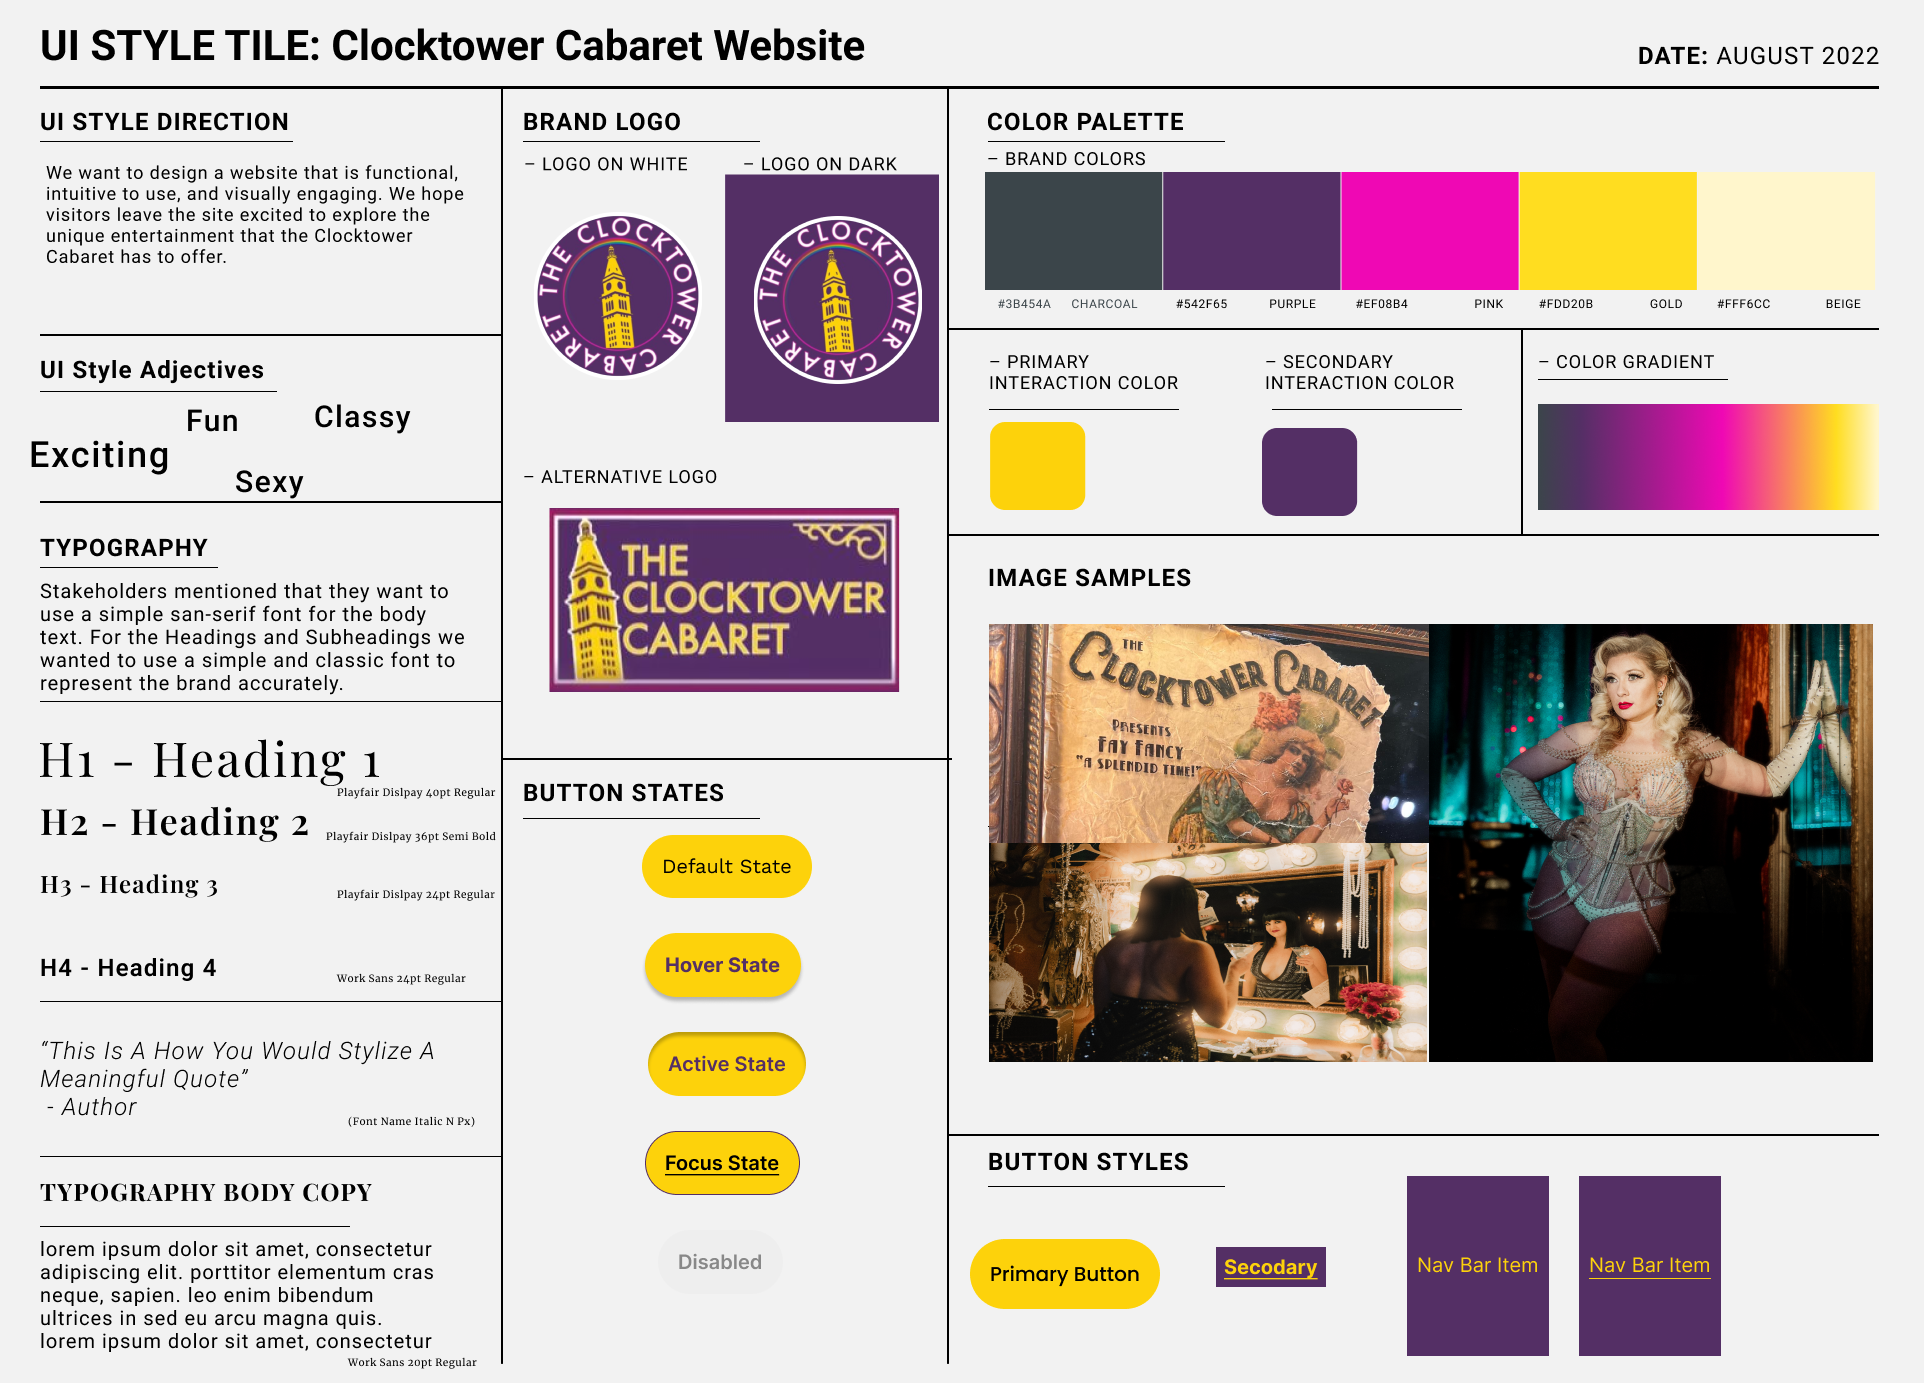 UI STYLE TILE: Clocktower Cabaret Website
DATE: AUGUST 2022
UI STYLE DIRECTION
We want to design a website that is functional,
intuitive to use, and visually engaging. We hope
visitors leave the site excited to explore the
unique entertainment that the Clocktower
Cabaret has to offer.
UI Style Adjectives
Fun
Classy
Exciting
Sexy
TYPOGRAPHY
Stakeholders mentioned that they want to
use a simple san-serif font for the body
text. For the Headings and Subheadings we
wanted to use a simple and classic font to
represent the brand accurately.
H1 - Heading 1
Playfair Dislpay 40pt Regular
H2 - Heading 2
Playfair Dislpay 36pt Semi Bold
H3 - Heading 3
Playfair Dislpay 24pt Regular
H4 - Heading 4
Work Sans 24pt Regular
“This Is A How You Would Stylize A
Meaningful Quote”
- Author
(Font Name Italic N Px)
TYPOGRAPHY BODY COPY
lorem ipsum dolor sit amet, consectetur
adipiscing elit. porttitor elementum cras
neque, sapien. leo enim bibendum
ultrices in sed eu arcu magna quis.
lorem ipsum dolor sit amet, consectetur
Work Sans 20pt Regular
BRAND LOGO
– LOGO ON WHITE
– LOGO ON DARK
THE CLOCKTOWER CABARET
THE CLOCKTOWER CABARET
– ALTERNATIVE LOGO
THE
CLOCKTOWER
CABARET
BUTTON STATES
Default State
Hover State
Active State
Focus State
Disabled
COLOR PALETTE
– BRAND COLORS
#3B454A CHARCOAL
#542F65 PURPLE
#EF08B4 PINK
#FDD20B GOLD
#FFF6CC BEIGE
– PRIMARY
INTERACTION COLOR
– SECONDARY
INTERACTION COLOR
– COLOR GRADIENT
IMAGE SAMPLES
THE
CLOCKTOWER CABARET
PRESENTS
FAY FANCY
"A SPLENDID TIME!"
BUTTON STYLES
Primary Button
Secodary
Nav Bar Item
Nav Bar Item